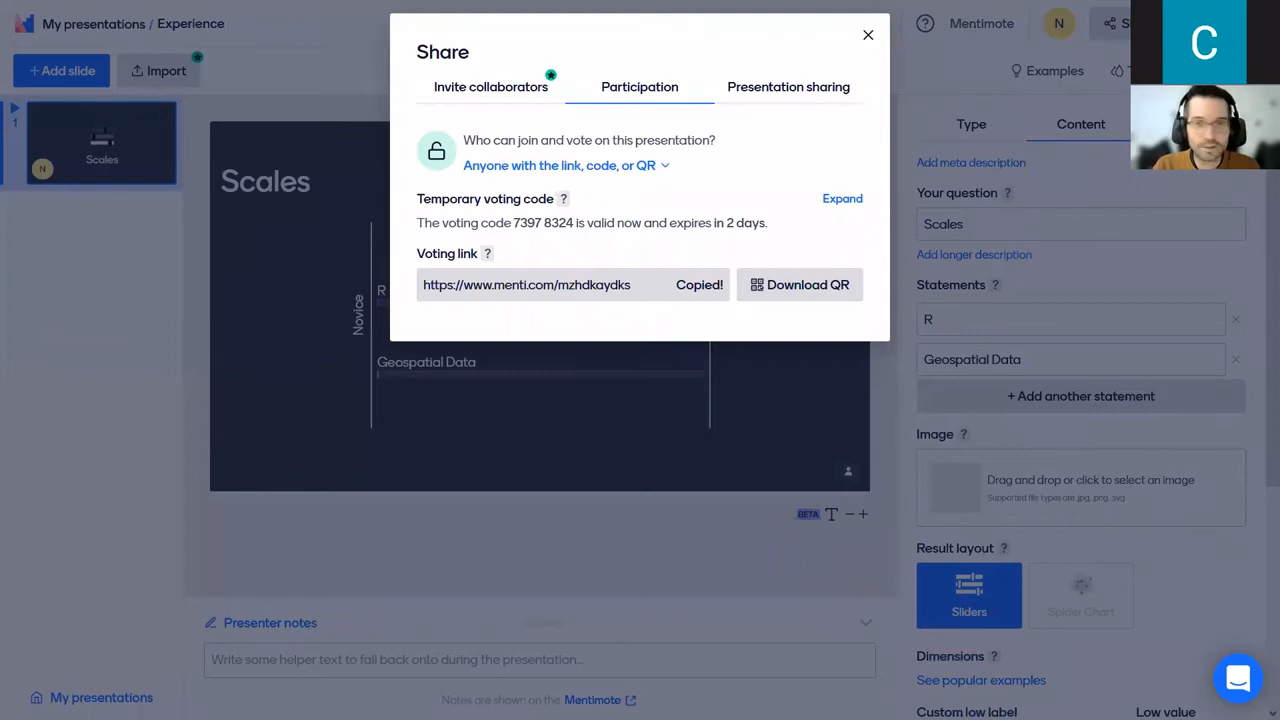 My presentations / Experience
Mentimote
N
+ Add slide
Import
Examples
C
1
Scales
N
Share
Invite collaborators
Participation
Presentation sharing
Who can join and vote on this presentation?
Anyone with the link, code, or QR
Temporary voting code ?
Expand
The voting code 7397 8324 is valid now and expires in 2 days.
Voting link ?
https://www.menti.com/mzhdkaydks
Copied!
Download QR
Scales
Novice
R
Geospatial Data
BETA T − +
Presenter notes
Write some helper text to fall back onto during the presentation...
Notes are shown on the Mentimote
My presentations
Type
Content
Add meta description
Your question ?
Scales
Add longer description
Statements ?
R
Geospatial Data
+ Add another statement
Image ?
Drag and drop or click to select an image
Supported file types are .jpg, .png, .svg
Result layout ?
Sliders
Spider Chart
Dimensions ?
See popular examples
Custom low label
Low value